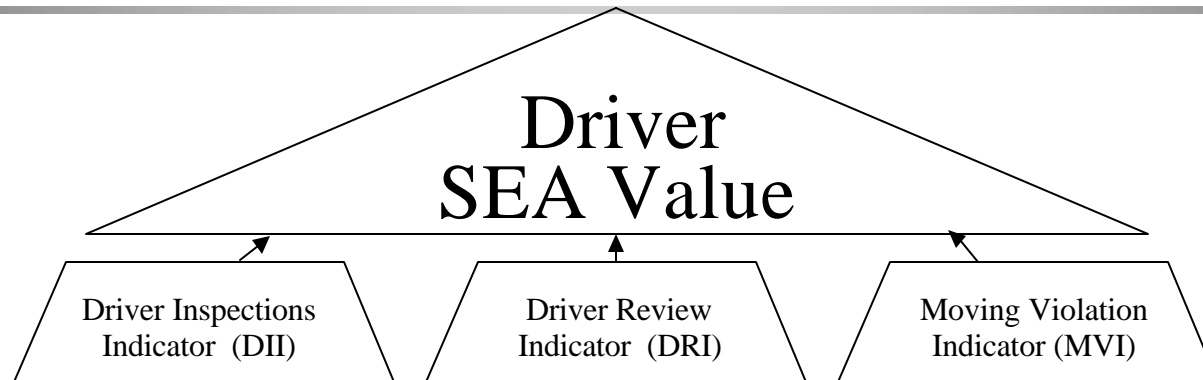 Driver
SEA Value
Driver Inspections
Indicator (DII)
Driver Review
Indicator (DRI)
Moving Violation
Indicator (MVI)